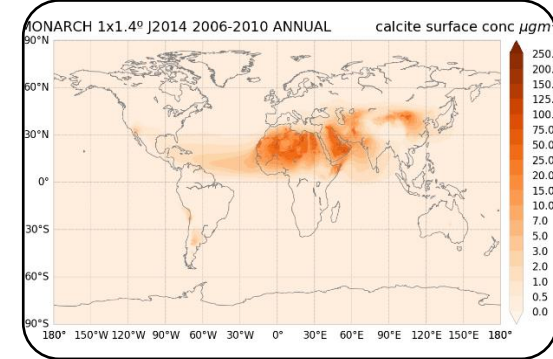 MONARCH 1x1.4º J2014 2006-2010 ANNUAL calcite surface conc μgm
90°N
60°N
30°N
0°
30°S
60°S
90°S
180° 150°W 120°W 90°W 60°W 30°W 0° 30°E 60°E 90°E 120°E 150°E 180°
250.
200.
150.
125.
100.
75.0
50.0
25.0
20.0
15.0
10.0
7.0
5.0
3.0
2.0
1.0
0.5
0.0